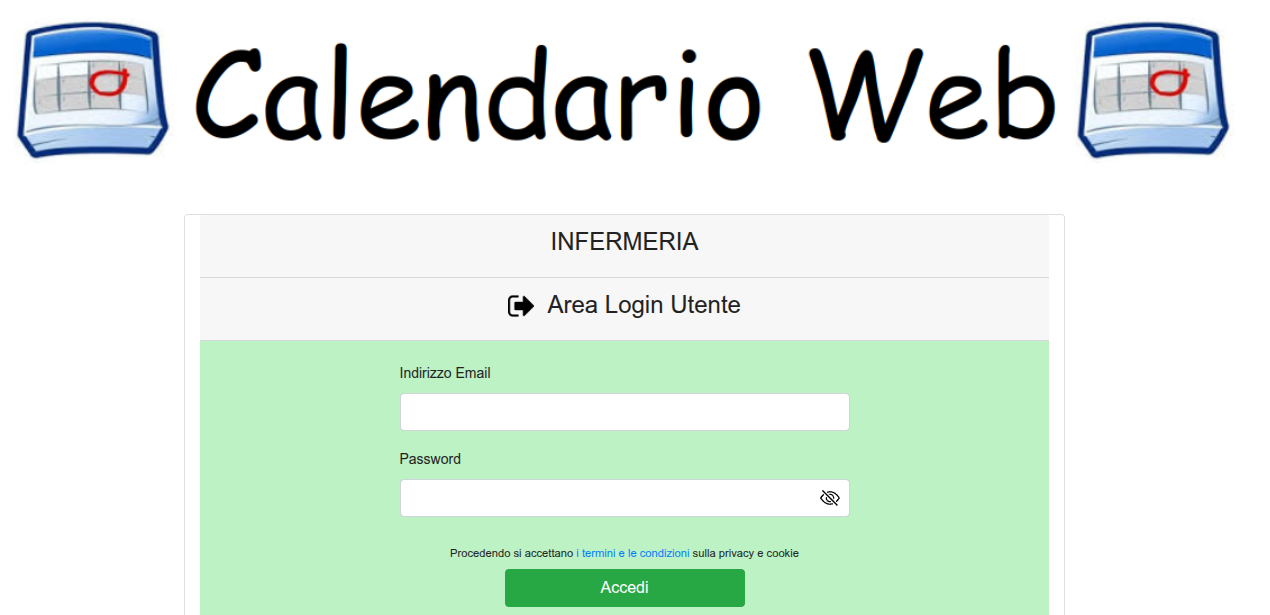 Calendario Web
INFERMERIA
Area Login Utente
Indirizzo Email
Password
Procedendo si accettano i termini e le condizioni sulla privacy e cookie
Accedi